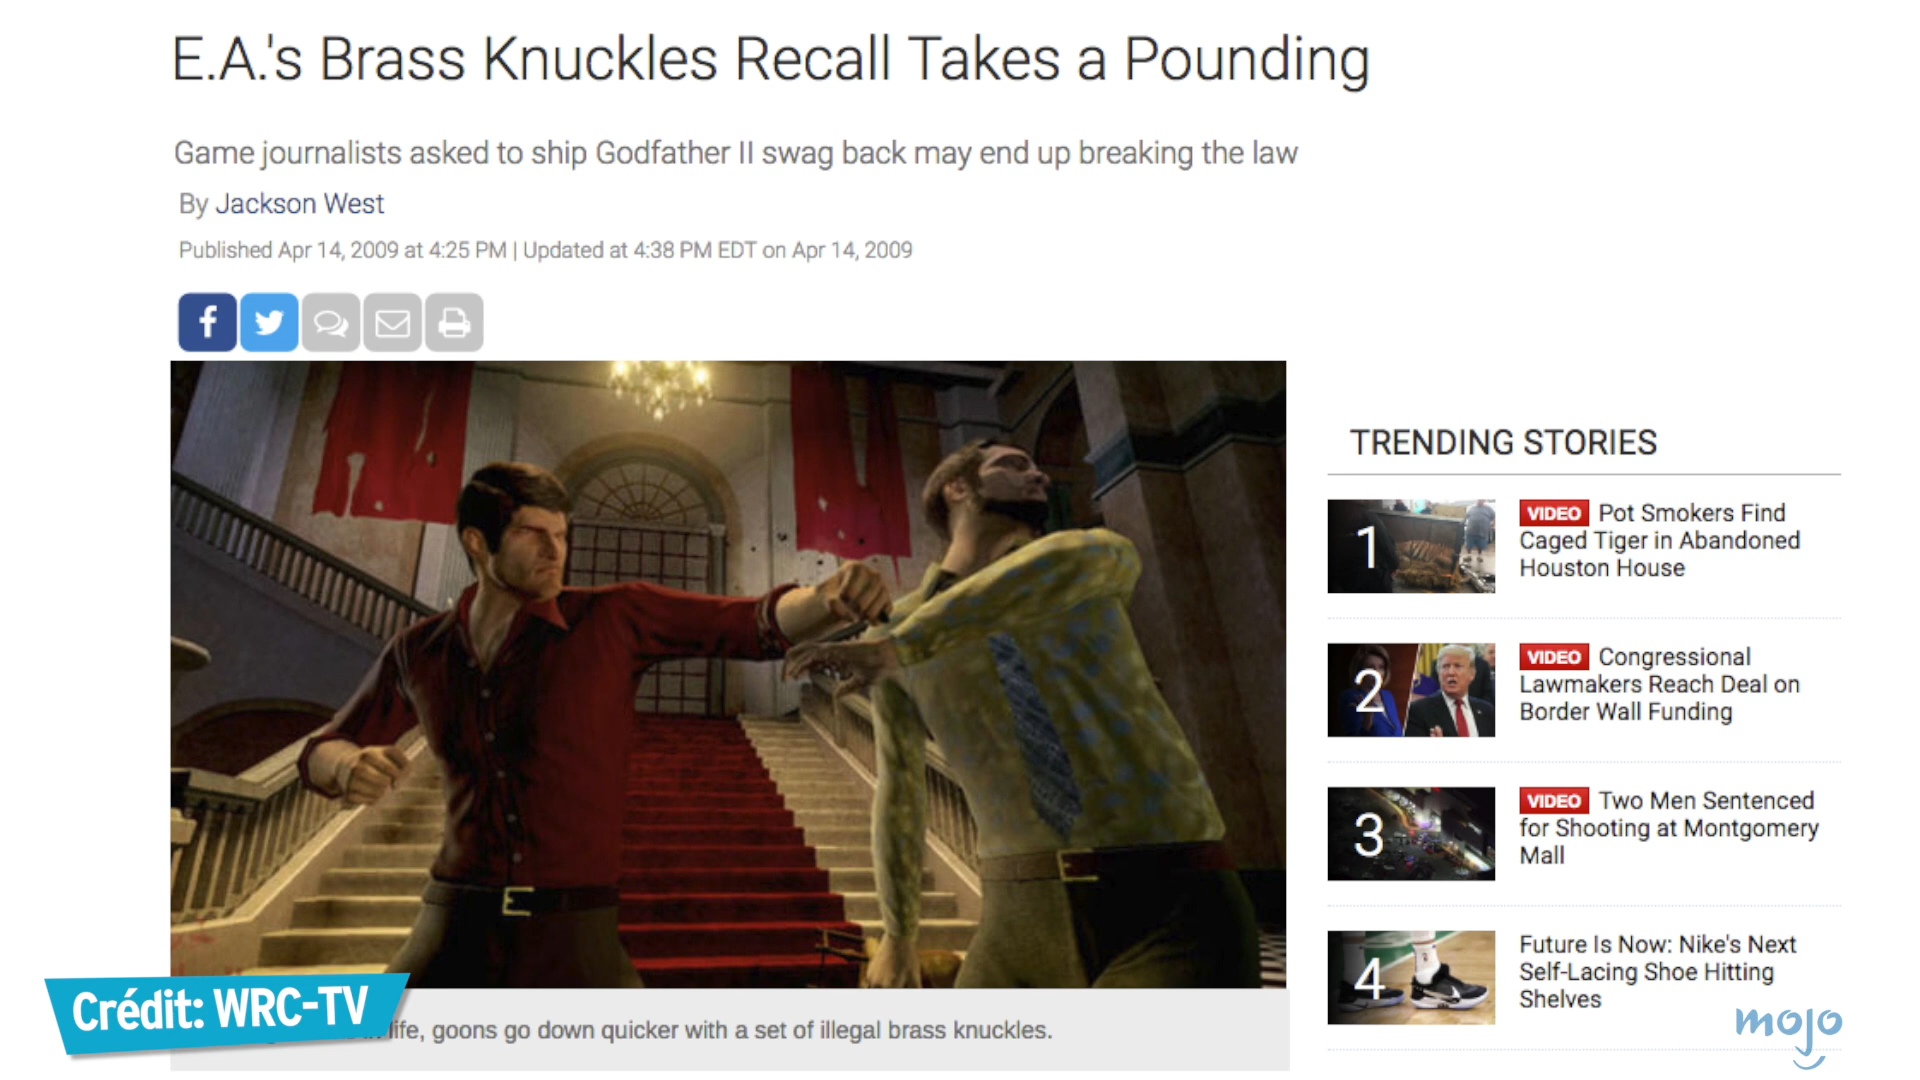 E.A.'s Brass Knuckles Recall Takes a Pounding
Game journalists asked to ship Godfather II swag back may end up breaking the law
By Jackson West
Published Apr 14, 2009 at 4:25 PM | Updated at 4:38 PM EDT on Apr 14, 2009
TRENDING STORIES
1
VIDEO Pot Smokers Find
Caged Tiger in Abandoned
Houston House
2
VIDEO Congressional
Lawmakers Reach Deal on
Border Wall Funding
3
VIDEO Two Men Sentenced
for Shooting at Montgomery
Mall
4
Future Is Now: Nike's Next
Self-Lacing Shoe Hitting
Shelves
Crédit: WRC-TV
life, goons go down quicker with a set of illegal brass knuckles.
mojo